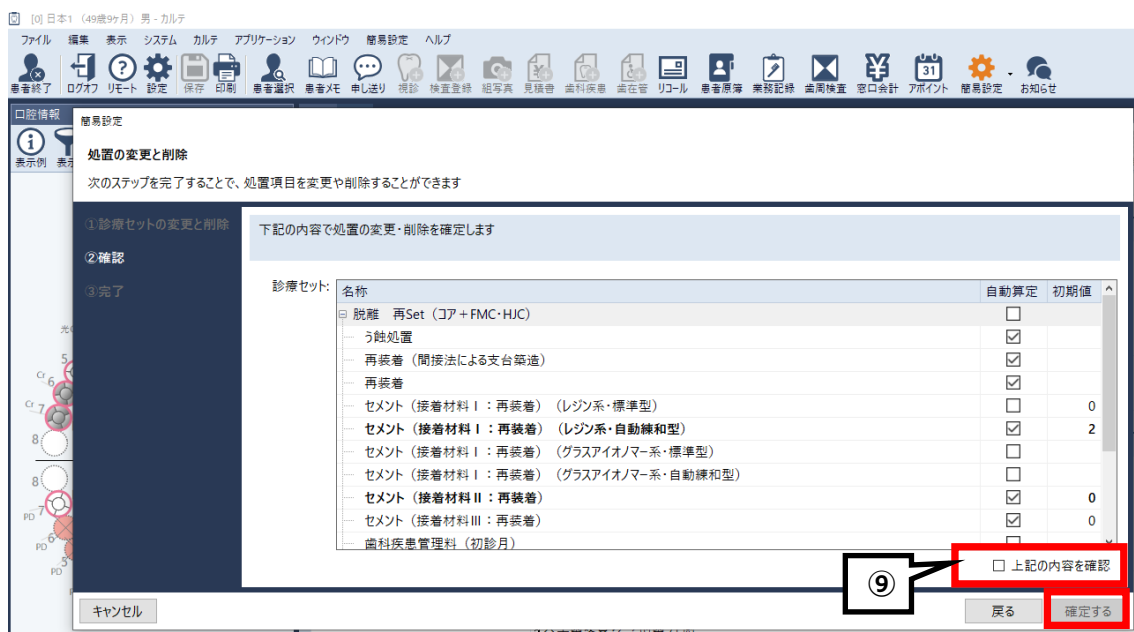 [0] 日本1 （49歳9ヶ月）男 - カルテ
ファイル 編集 表示 システム カルテ アプリケーション ウインドウ 簡易設定 ヘルプ
31
患者終了 ログオフ リモート 設定 保存 印刷 患者選択 患者メモ 申し送り 視診 検査登録 組写真 見積書 歯科疾患 歯在管 リコール 患者原簿 業務記録 歯周検査 窓口会計 アポイント 簡易設定 お知らせ
口腔情報
表示例
簡易設定
処置の変更と削除
次のステップを完了することで、処置項目を変更や削除することができます
①診療セットの変更と削除
②確認
③完了
下記の内容で処置の変更・削除を確定します
診療セット:
名称 自動算定 初期値
脱離 再Set（コア＋FMC・HJC）
う蝕処置
再装着（間接法による支台築造）
再装着
セメント（接着材料Ⅰ：再装着）（レジン系・標準型） 0
セメント（接着材料Ⅰ：再装着）（レジン系・自動練和型） 2
セメント（接着材料Ⅰ：再装着）（グラスアイオノマー系・標準型）
セメント（接着材料Ⅰ：再装着）（グラスアイオノマー系・自動練和型）
セメント（接着材料Ⅱ：再装着） 0
セメント（接着材料Ⅲ：再装着） 0
歯科疾患管理料（初診月）
上記の内容を確認
⑨
キャンセル 戻る 確定する
5
Cr 6
Cr 7
8
8
PD 7
PD 6
PD 5